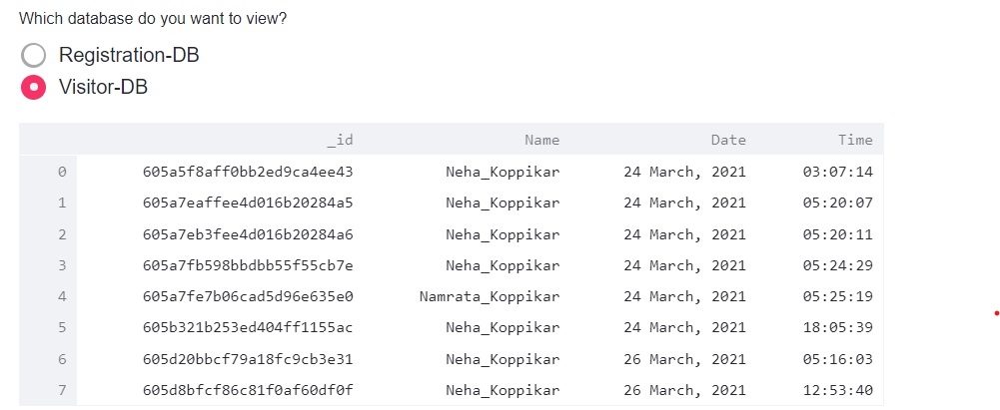 Which database do you want to view?
Registration-DB
Visitor-DB
_id Name Date Time
0 605a5f8aff0bb2ed9ca4ee43 Neha_Koppikar 24 March, 2021 03:07:14
1 605a7eaffee4d016b20284a5 Neha_Koppikar 24 March, 2021 05:20:07
2 605a7eb3fee4d016b20284a6 Neha_Koppikar 24 March, 2021 05:20:11
3 605a7fb598bbdbb55f55cb7e Neha_Koppikar 24 March, 2021 05:24:29
4 605a7fe7b06cad5d96e635e0 Namrata_Koppikar 24 March, 2021 05:25:19
5 605b321b253ed404ff1155ac Neha_Koppikar 24 March, 2021 18:05:39
6 605d20bbcf79a18fc9cb3e31 Neha_Koppikar 26 March, 2021 05:16:03
7 605d8bfcf86c81f0af60df0f Neha_Koppikar 26 March, 2021 12:53:40